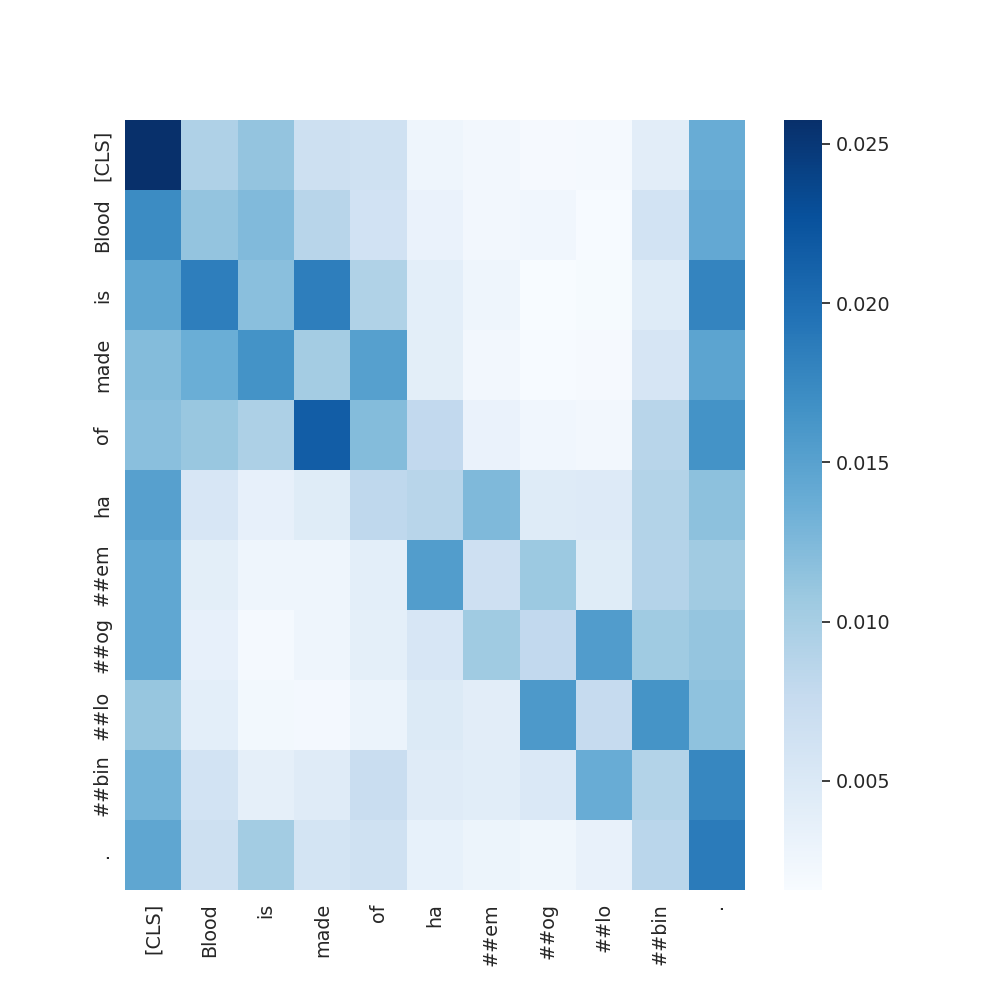 [CLS]
Blood
is
made
of
ha
##em
##og
##lo
##bin
.
[CLS]
Blood
is
made
of
ha
##em
##og
##lo
##bin
.
0.025
0.020
0.015
0.010
0.005